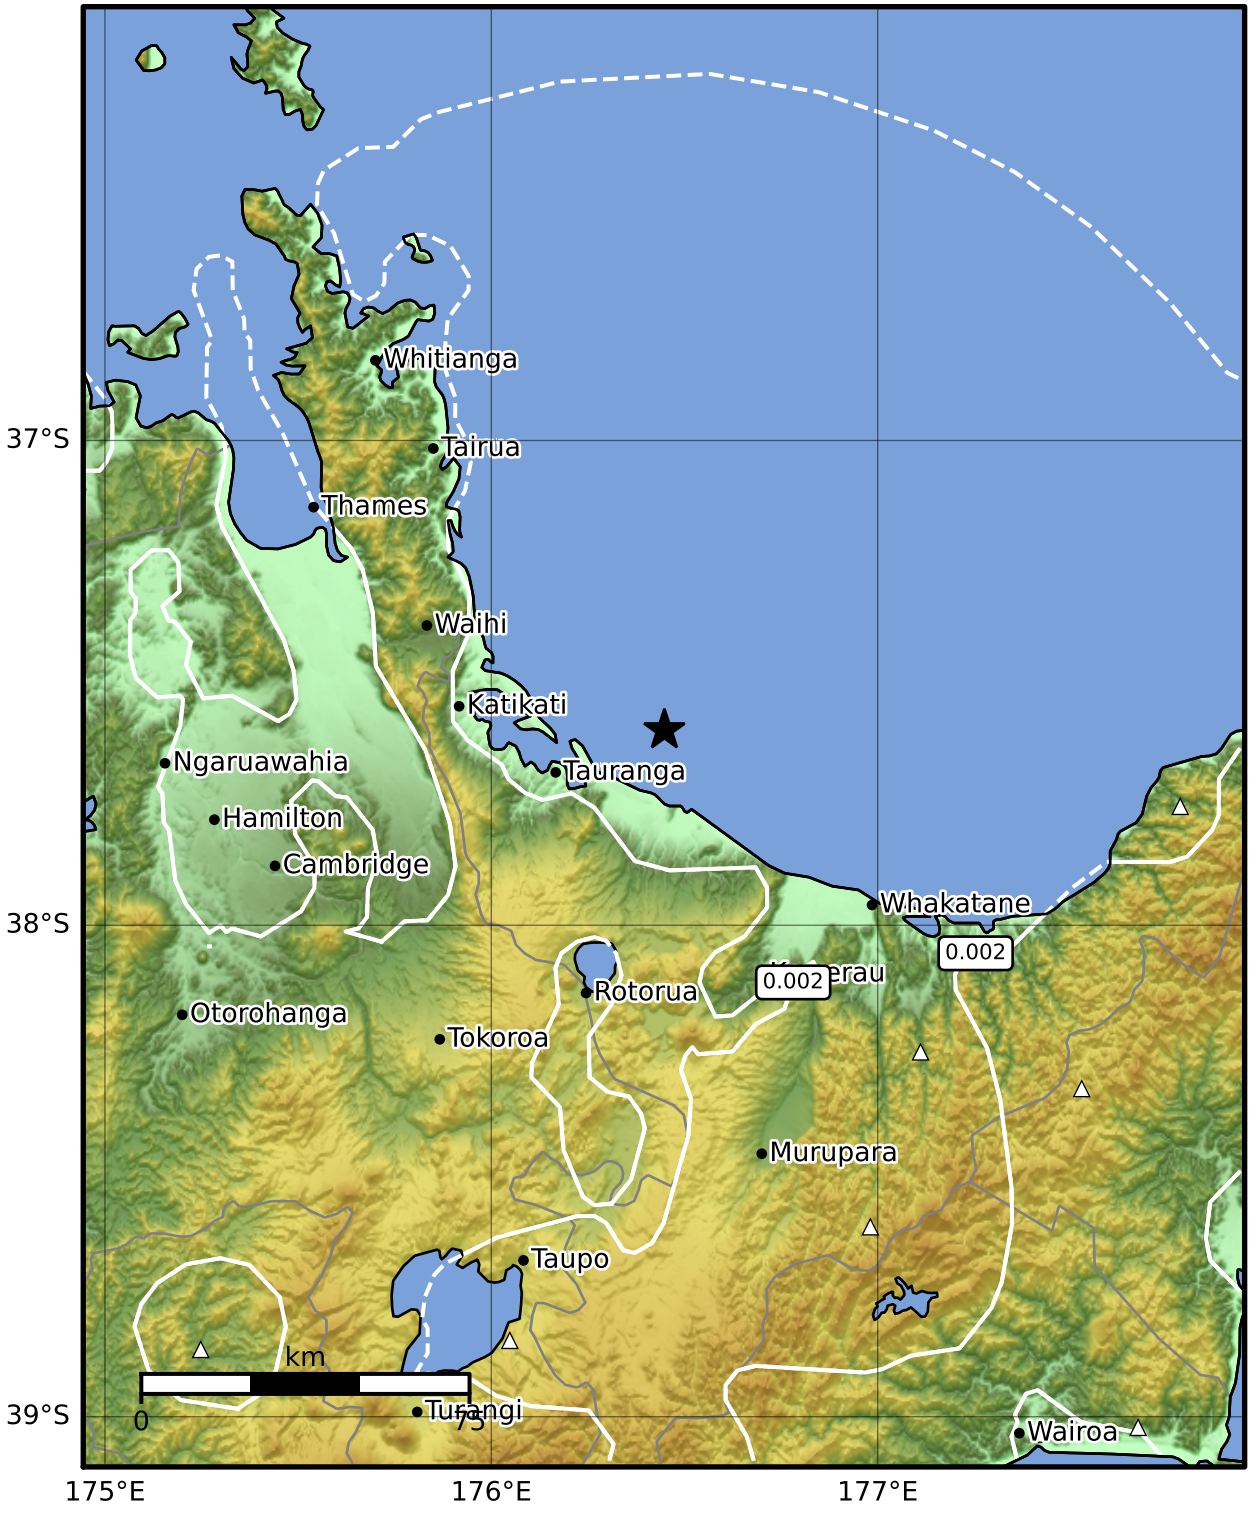 Whitianga
37°S
Tairua
Thames
Waihi
Katikati
Ngaruawahia
Tauranga
Hamilton
Cambridge
Whakatane
38°S
0.002
0.002
erau
Rotorua
Otorohanga
Tokoroa
Murupara
Taupo
km
Turangi
39°S
0
75
Wairoa
175°E
176°E
177°E